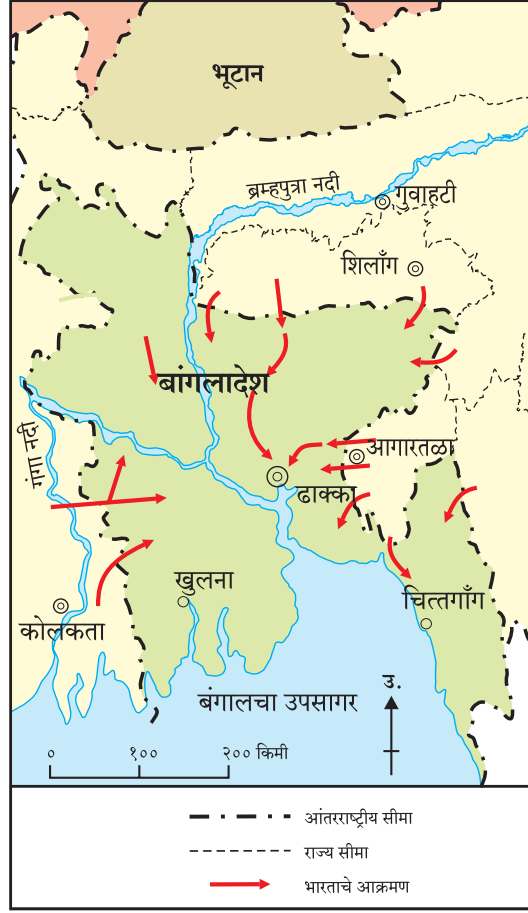 भूटान
ब्रम्हपुत्रा नदी
गुवाहटी
शिलाँग
बांगलादेश
गंगा नदी
आगारतळा
ढाक्का
खुलना
चित्तगाँग
कोलकता
उ.
बंगालचा उपसागर
० १०० २०० किमी
आंतरराष्ट्रीय सीमा
राज्य सीमा
भारताचे आक्रमण